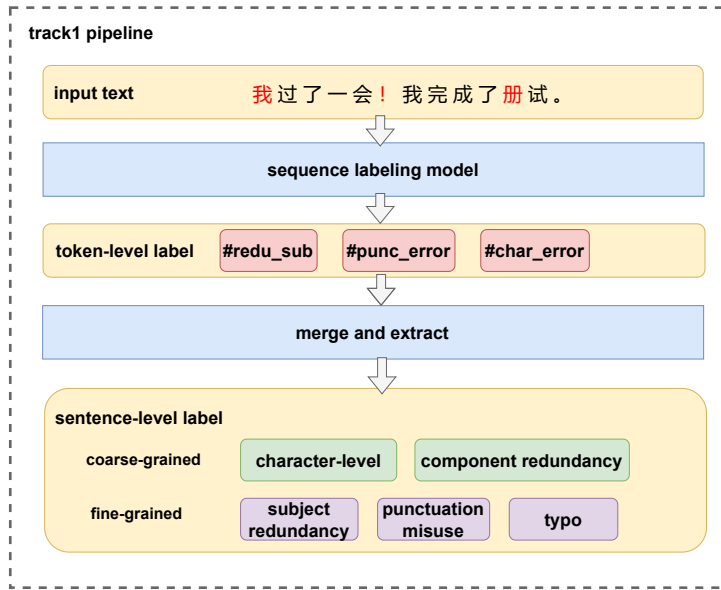 track1 pipeline
input text 我过了一会！我完成了册试。
sequence labeling model
token-level label #redu_sub #punc_error #char_error
merge and extract
sentence-level label
coarse-grained character-level component redundancy
fine-grained subject redundancy punctuation misuse typo